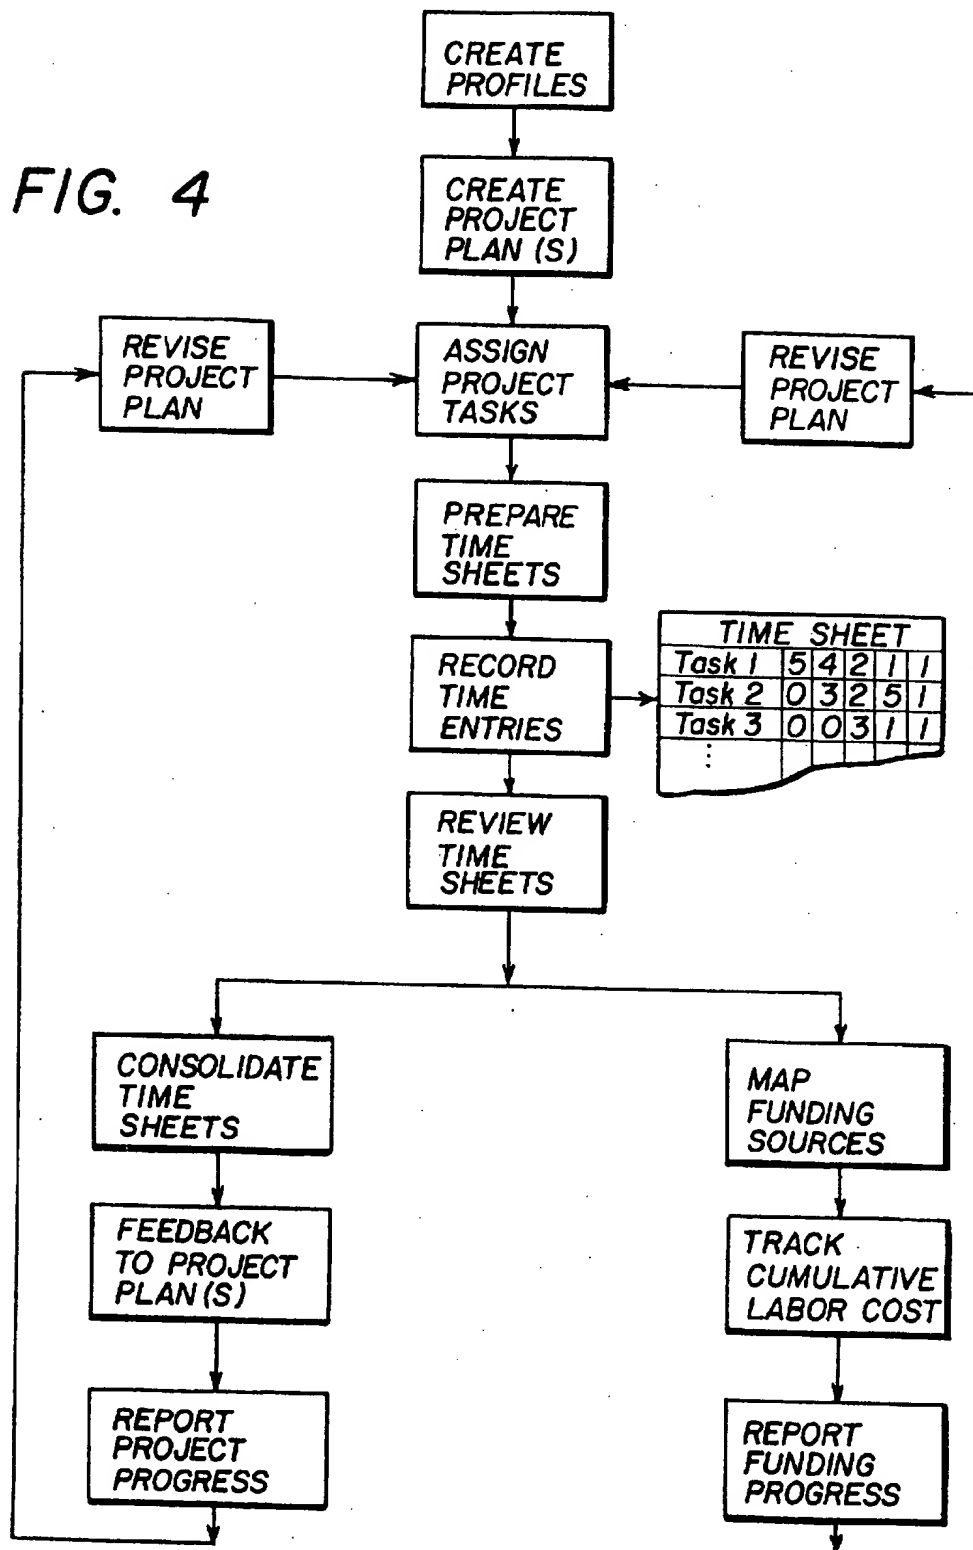 CREATE
PROFILES
FIG. 4
CREATE
PROJECT
PLAN (S)
REVISE
PROJECT
PLAN
ASSIGN
PROJECT
TASKS
REVISE
PROJECT
PLAN
PREPARE
TIME
SHEETS
RECORD
TIME
ENTRIES
TIME SHEET
Task 1 5 4 2 1 1
Task 2 0 3 2 5 1
Task 3 0 0 3 1 1
⋮
REVIEW
TIME
SHEETS
CONSOLIDATE
TIME
SHEETS
MAP
FUNDING
SOURCES
FEEDBACK
TO PROJECT
PLAN (S)
TRACK
CUMULATIVE
LABOR COST
REPORT
PROJECT
PROGRESS
REPORT
FUNDING
PROGRESS